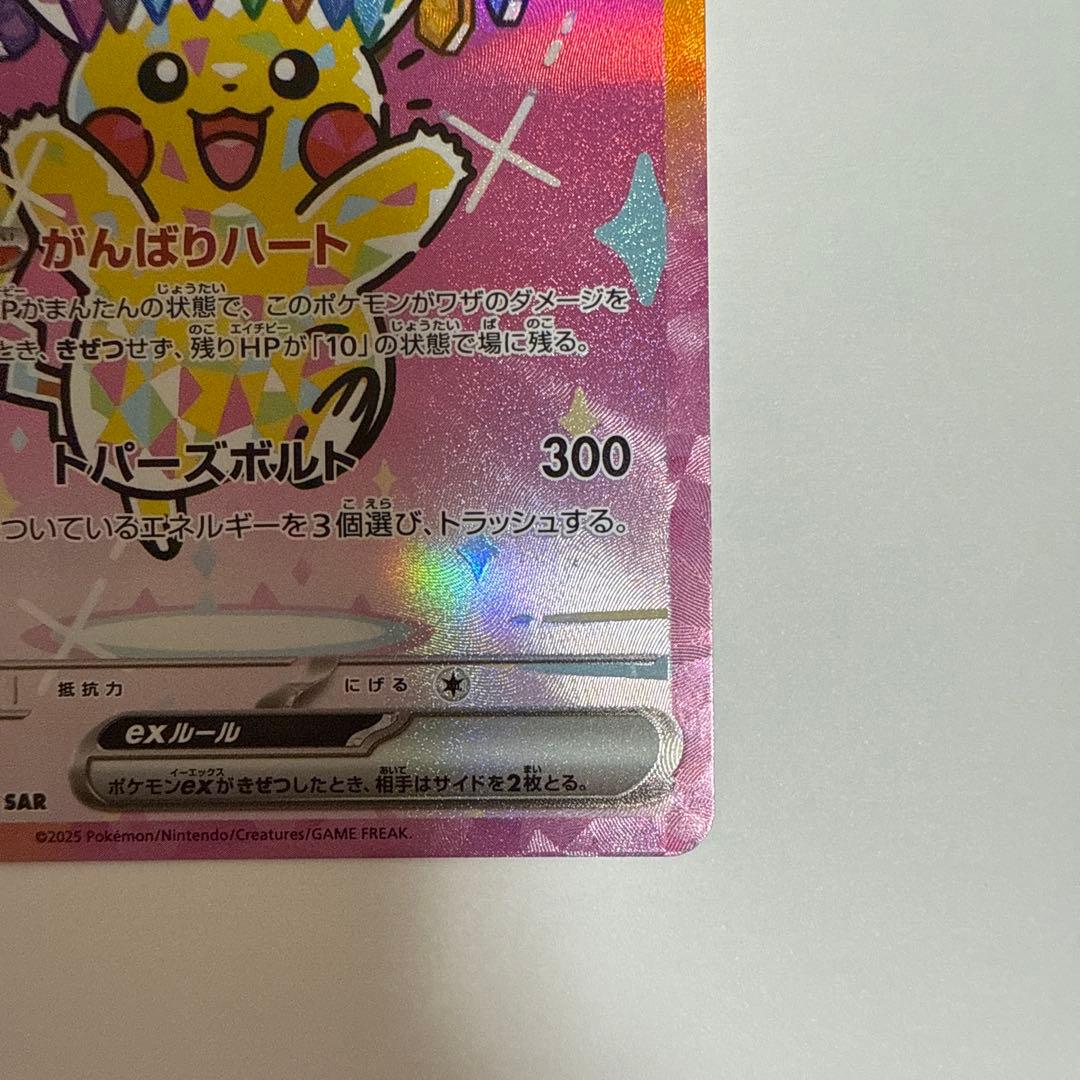 がんばりハート
Pがまんたんの状態で、このポケモンがワザのダメージを
とき、きぜつせず、残りHPが「10」の状態で場に残る。
トパーズボルト 300
ついているエネルギーを3個選び、トラッシュする。
抵抗力 にげる
exルール
ポケモンexがきぜつしたとき、相手はサイドを2枚とる。
SAR
©2025 Pokémon/Nintendo/Creatures/GAME FREAK.